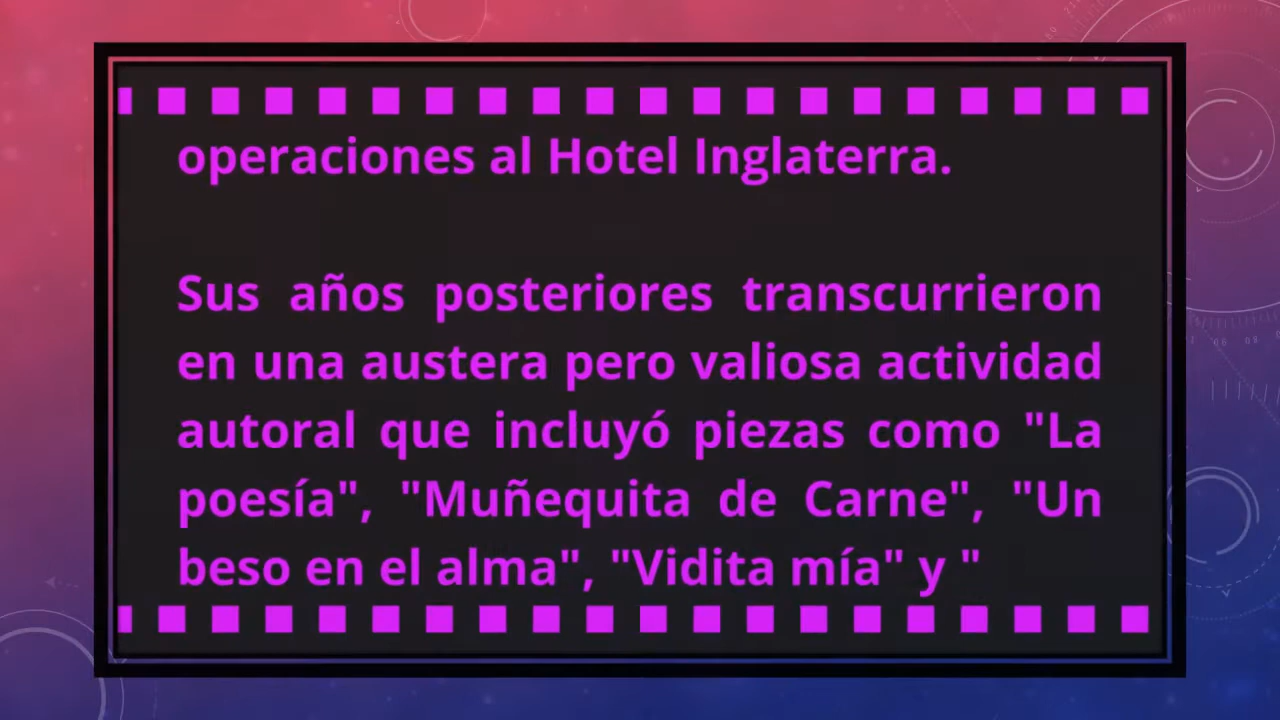 operaciones al Hotel Inglaterra.
Sus años posteriores transcurrieron
en una austera pero valiosa actividad
autoral que incluyó piezas como "La
poesía", "Muñequita de Carne", "Un
beso en el alma", "Vidita mía" y "